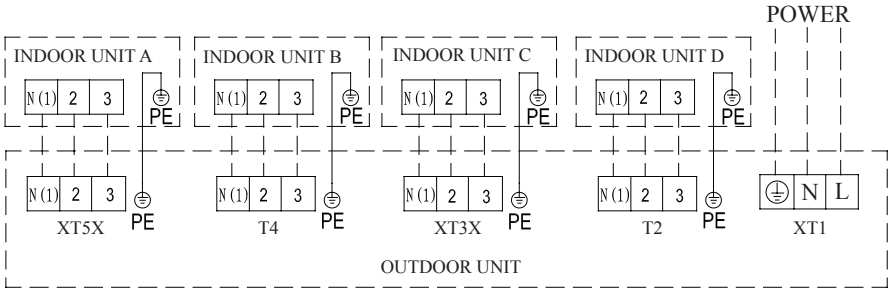 POWER
INDOOR UNIT A INDOOR UNIT B INDOOR UNIT C INDOOR UNIT D
N(1) 2 3 N(1) 2 3 N(1) 2 3 N(1) 2 3
PE PE PE PE
N(1) 2 3 N(1) 2 3 N(1) 2 3 N(1) 2 3 N L
XT5X PE T4 PE XT3X PE T2 PE XT1
OUTDOOR UNIT